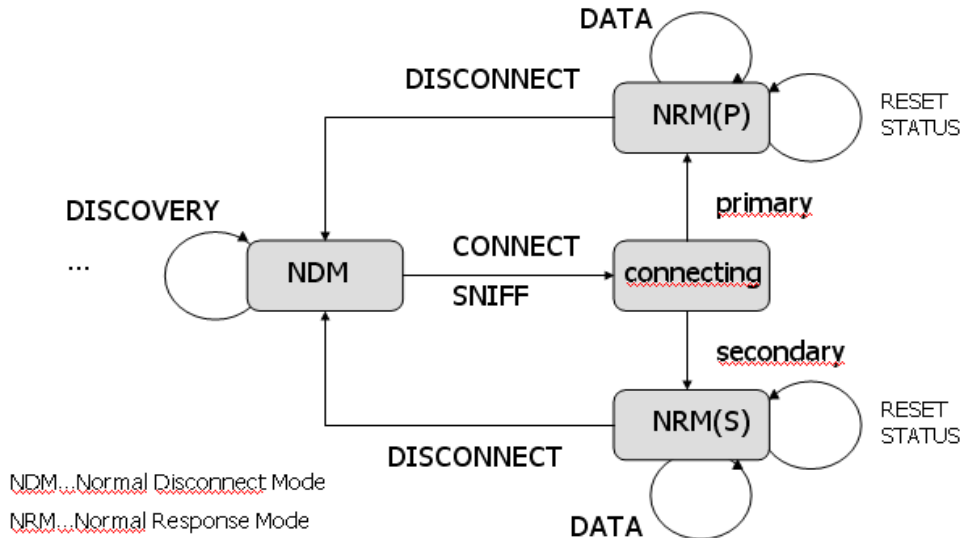 DATA
DISCONNECT
NRM(P)
RESET
STATUS
primary
DISCOVERY
...
NDM
CONNECT
SNIFF
connecting
secondary
NRM(S)
RESET
STATUS
DISCONNECT
DATA
NDM...Normal Disconnect Mode
NRM...Normal Response Mode